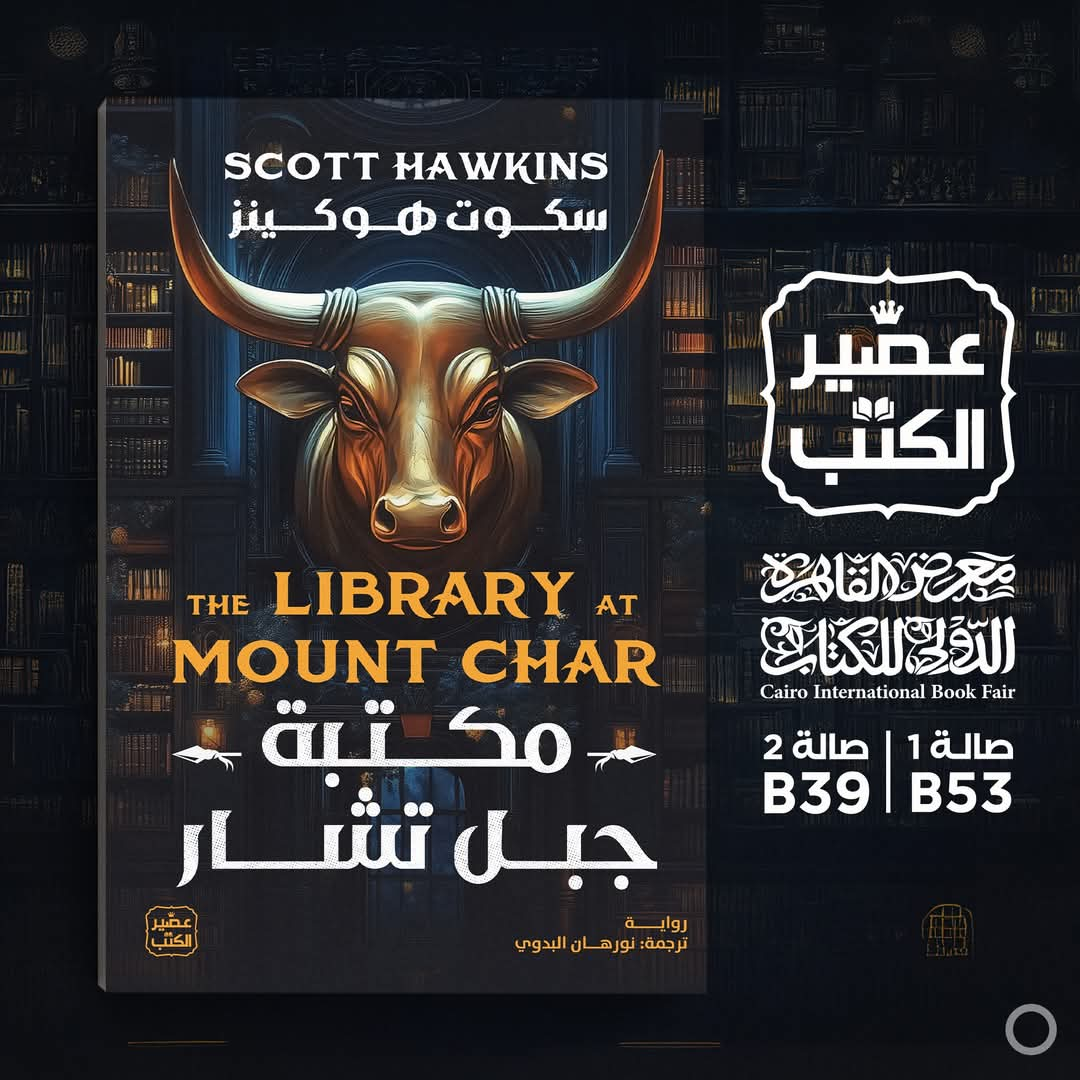 SCOTT HAWKINS
سكوت هوكينز
THE LIBRARY AT
MOUNT CHAR
مكتبة
جبل تشار
رواية
ترجمة: نورهان البدوي
عصير
الكتب
عصير
الكتب
معرض القاهرة
الدولي للكتاب
Cairo International Book Fair
صالة 1 | صالة 2
B53 | B39